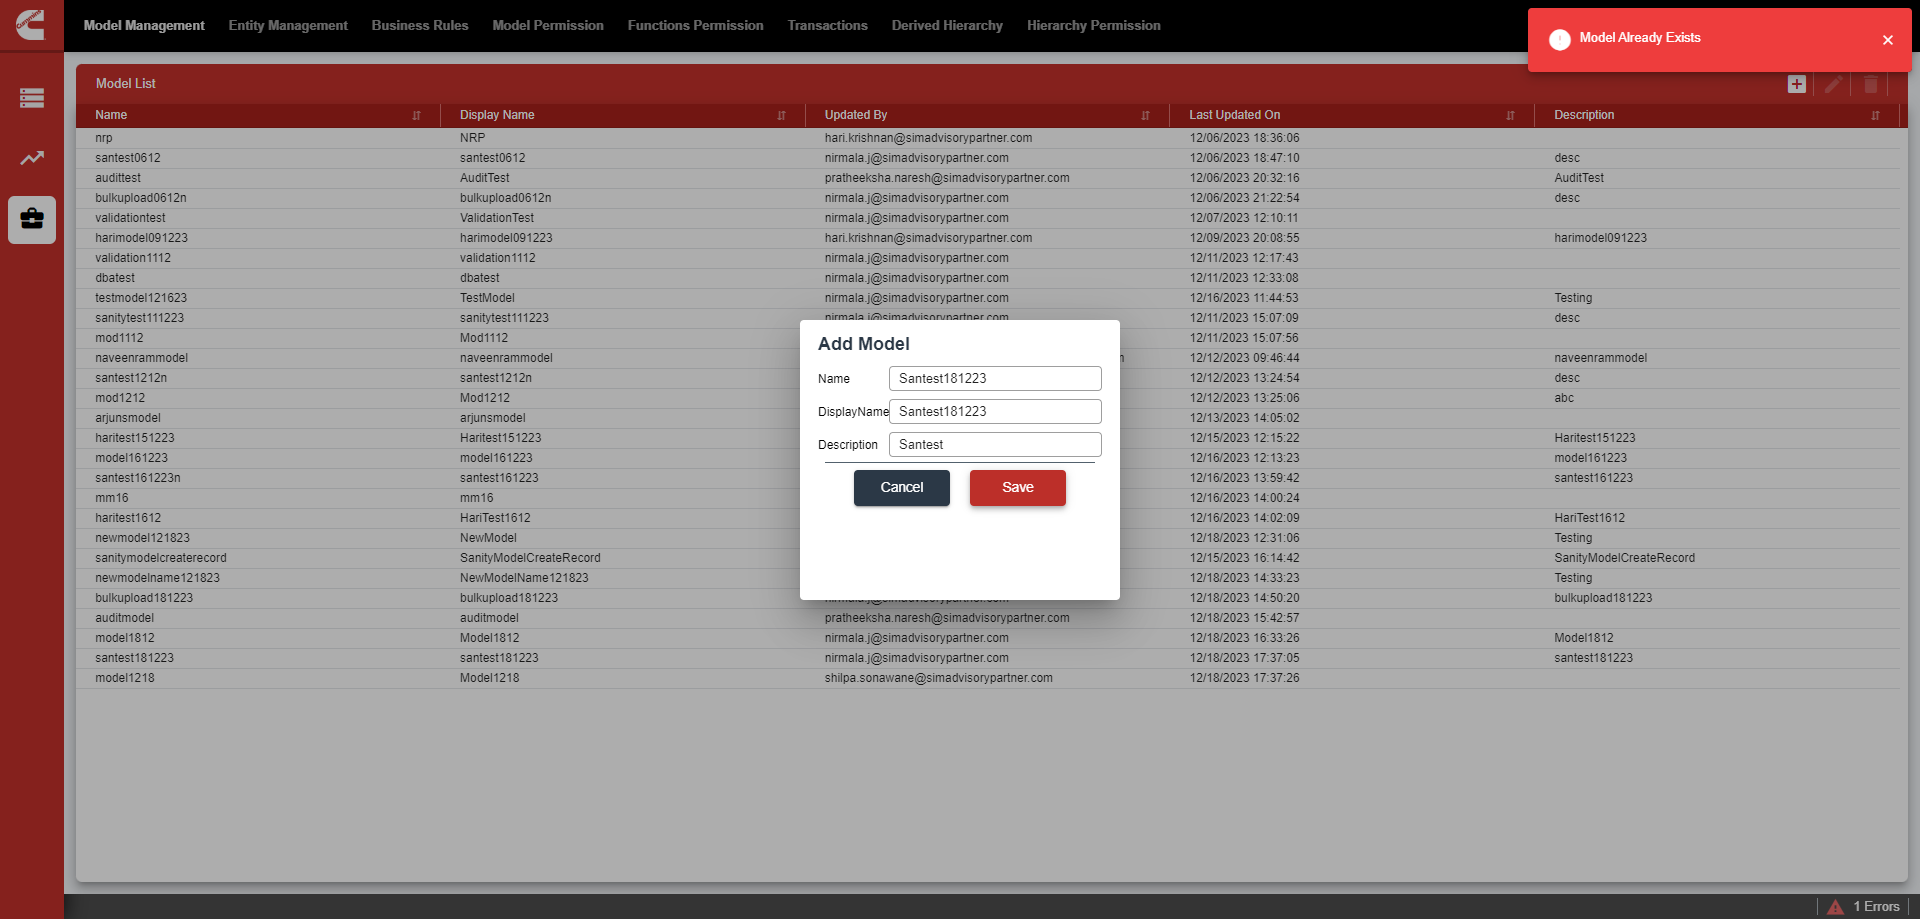 Model Management Entity Management Business Rules Model Permission Functions Permission Transactions Derived Hierarchy Hierarchy Permission
Model Already Exists
Model List
Name Display Name Updated By Last Updated On Description
nrp NRP hari.krishnan@simadvisorypartner.com 12/06/2023 18:36:06
santest0612 santest0612 nirmala.j@simadvisorypartner.com 12/06/2023 18:47:10 desc
audittest AuditTest pratheeksha.naresh@simadvisorypartner.com 12/06/2023 20:32:16 AuditTest
bulkupload0612n bulkupload0612n nirmala.j@simadvisorypartner.com 12/06/2023 21:22:54 desc
validationtest ValidationTest nirmala.j@simadvisorypartner.com 12/07/2023 12:10:11
harimodel091223 harimodel091223 hari.krishnan@simadvisorypartner.com 12/09/2023 20:08:55 harimodel091223
validation1112 validation1112 nirmala.j@simadvisorypartner.com 12/11/2023 12:17:43
dbatest dbatest nirmala.j@simadvisorypartner.com 12/11/2023 12:33:08
testmodel121623 TestModel nirmala.j@simadvisorypartner.com 12/16/2023 11:44:53 Testing
sanitytest111223 sanitytest111223 nirmala.j@simadvisorypartner.com 12/11/2023 15:07:09 desc
mod1112 Mod1112 12/11/2023 15:07:56
naveenrammodel naveenrammodel 12/12/2023 09:46:44 naveenrammodel
santest1212n santest1212n 12/12/2023 13:24:54 desc
mod1212 Mod1212 12/12/2023 13:25:06 abc
arjunsmodel arjunsmodel 12/13/2023 14:05:02
haritest151223 Haritest151223 12/15/2023 12:15:22 Haritest151223
model161223 model161223 12/16/2023 12:13:23 model161223
santest161223n santest161223 12/16/2023 13:59:42 santest161223
mm16 mm16 12/16/2023 14:00:24
haritest1612 HariTest1612 12/16/2023 14:02:09 HariTest1612
newmodel121823 NewModel 12/18/2023 12:31:06 Testing
sanitymodelcreaterecord SanityModelCreateRecord 12/15/2023 16:14:42 SanityModelCreateRecord
newmodelname121823 NewModelName121823 12/18/2023 14:33:23 Testing
bulkupload181223 bulkupload181223 nirmala.j@simadvisorypartner.com 12/18/2023 14:50:20 bulkupload181223
auditmodel auditmodel pratheeksha.naresh@simadvisorypartner.com 12/18/2023 15:42:57
model1812 Model1812 nirmala.j@simadvisorypartner.com 12/18/2023 16:33:26 Model1812
santest181223 santest181223 nirmala.j@simadvisorypartner.com 12/18/2023 17:37:05 santest181223
model1218 Model1218 shilpa.sonawane@simadvisorypartner.com 12/18/2023 17:37:26
Add Model
Name Santest181223
DisplayName Santest181223
Description Santest
Cancel Save
1 Errors